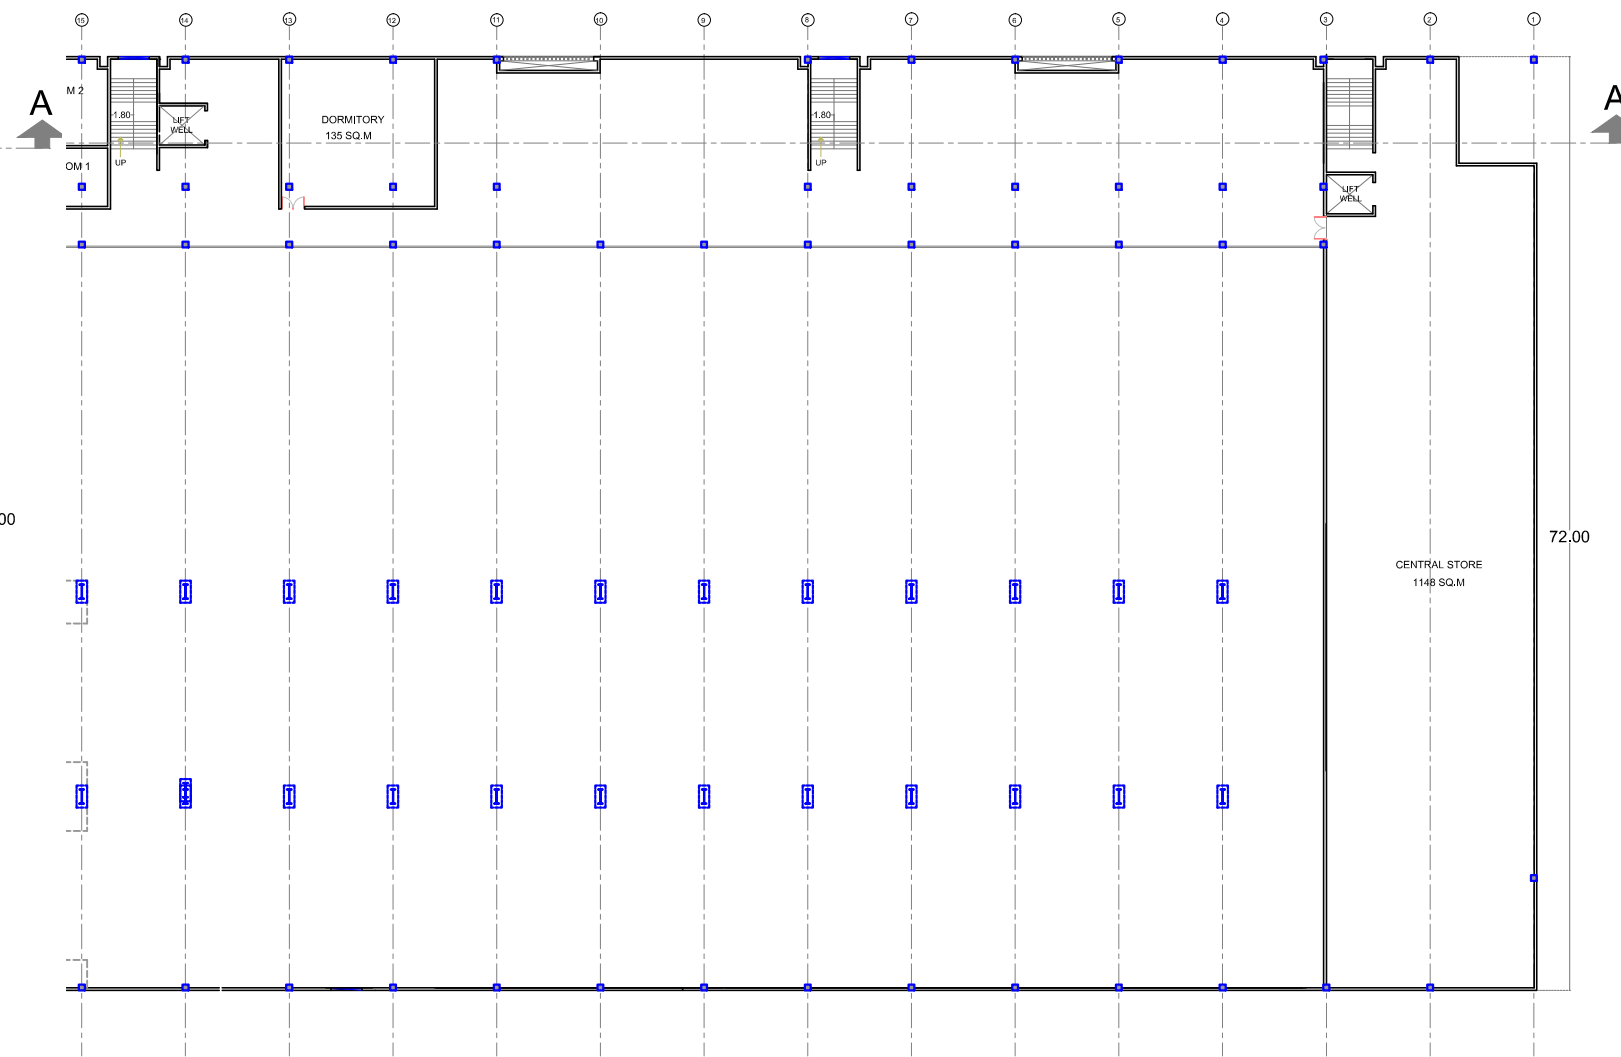 15 14 13 12 11 10 9 8 7 6 5 4 3 2 1
A
A
M 2
1.80
LIFT
WELL
DORMITORY
135 SQ.M
1.80
UP
OM 1
UP
LIFT
WELL
00
72.00
CENTRAL STORE
1148 SQ.M